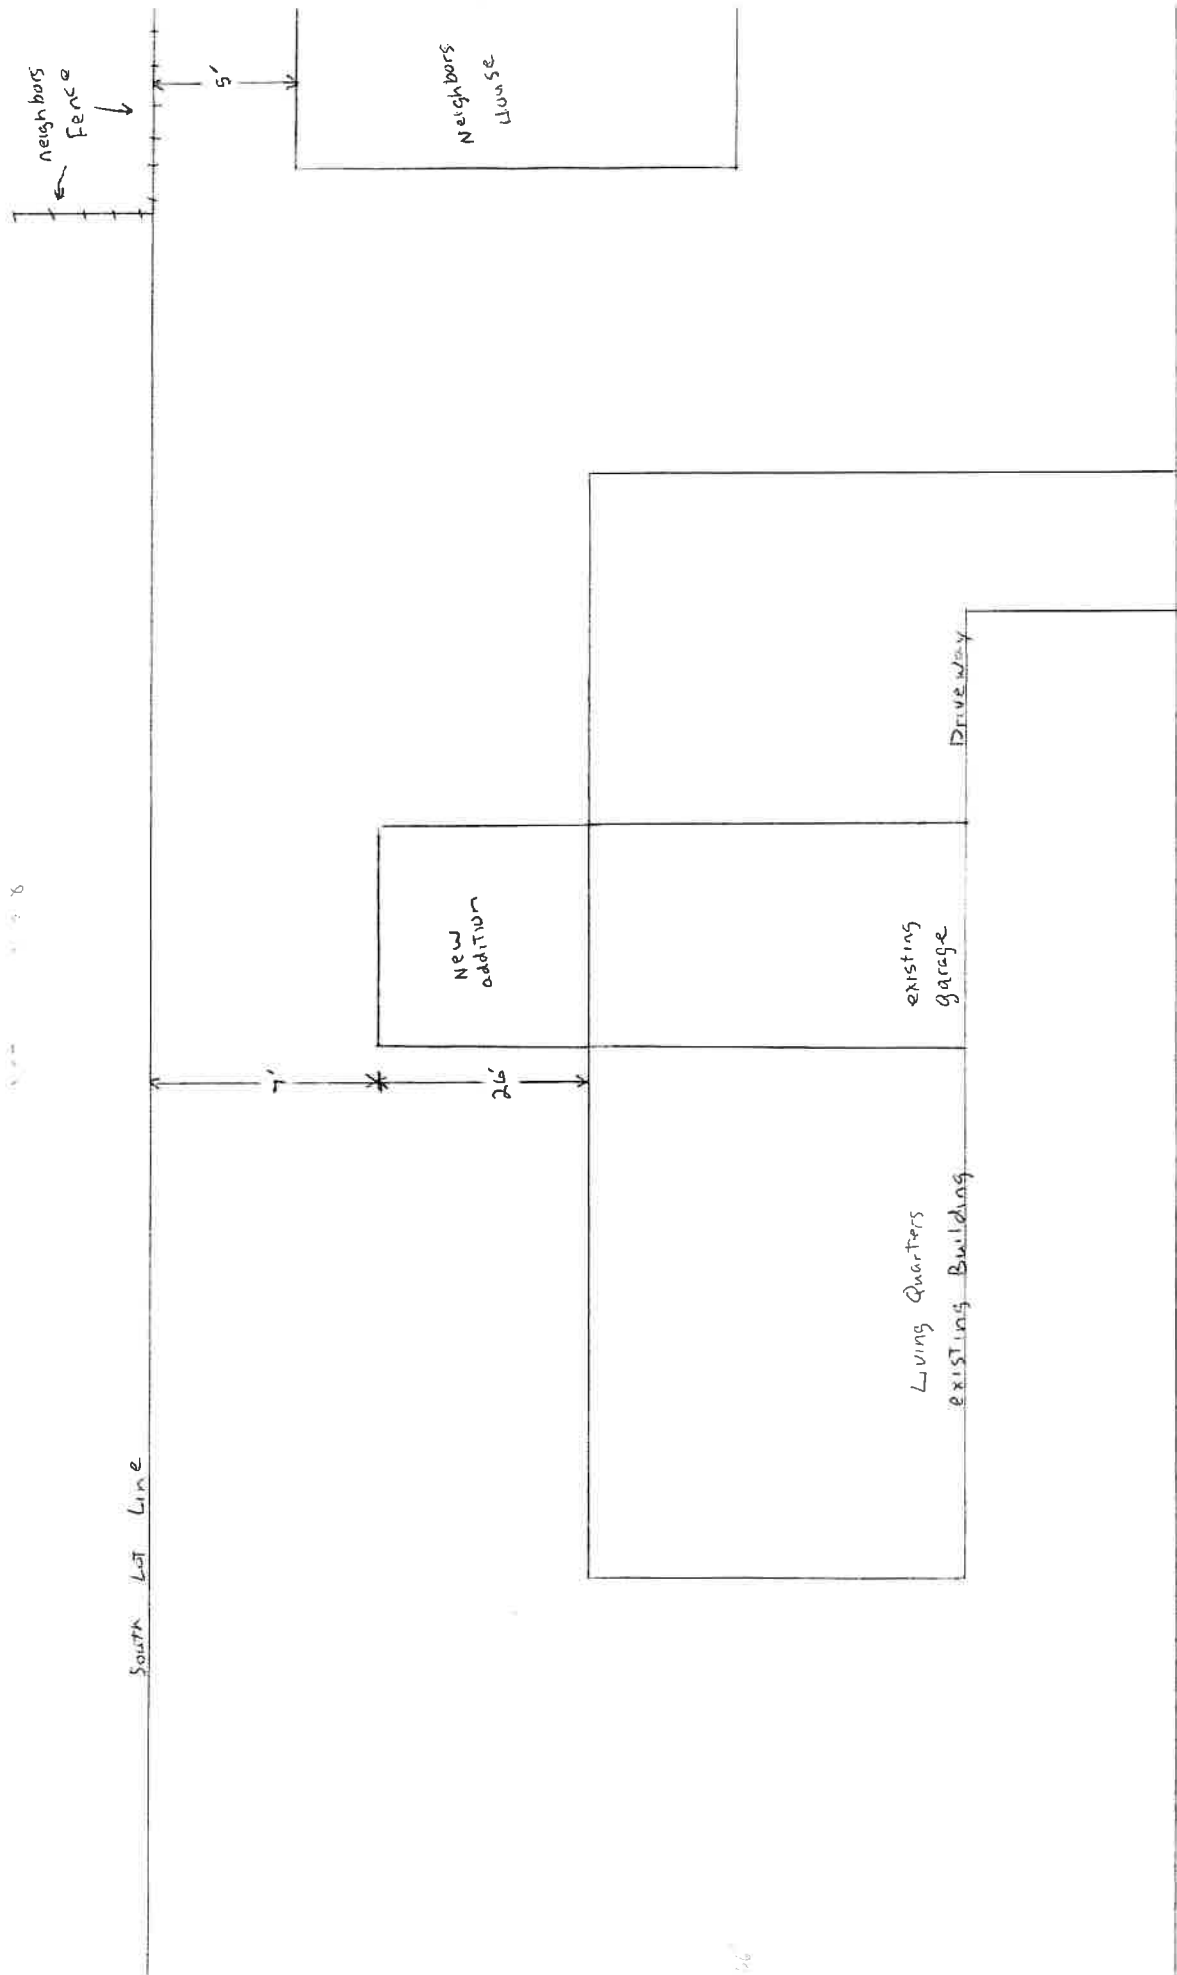 neighbors
Fence
5'
Neighbors
House
South Lot Line
7'
26'
New
addition
existing
garage
Driveway
Living Quarters
existing Building